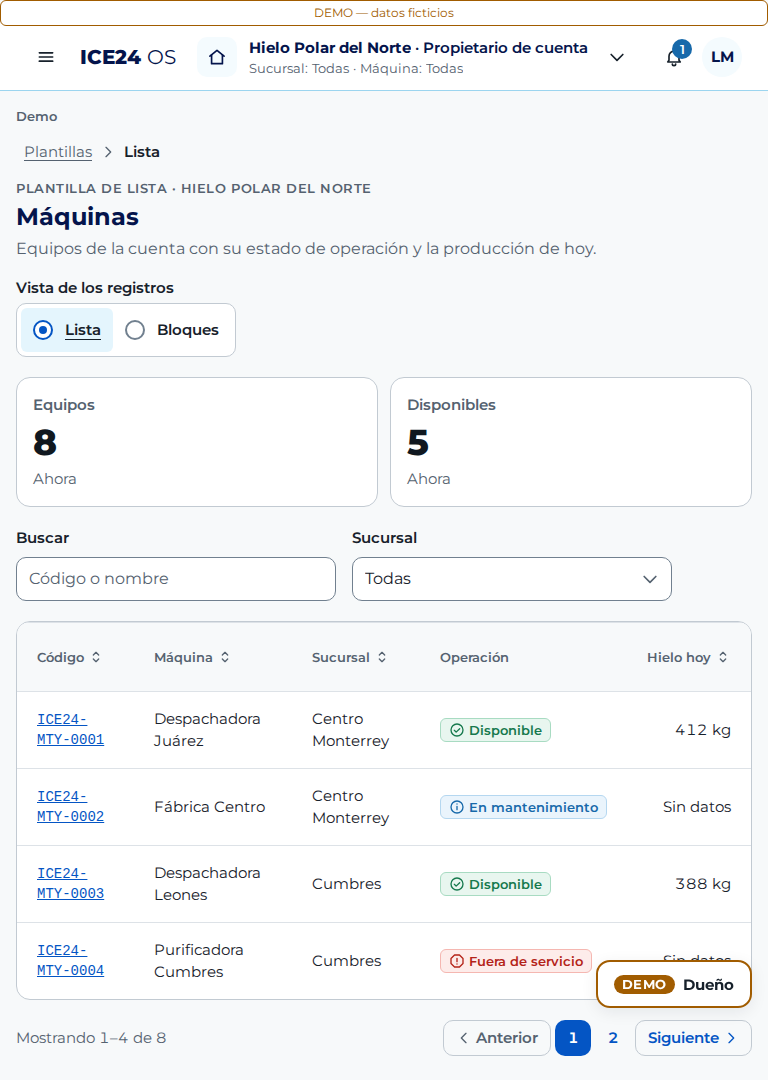 DEMO — datos ficticios
ICE24 OS
Hielo Polar del Norte · Propietario de cuenta
Sucursal: Todas · Máquina: Todas
1
LM
Demo
Plantillas > Lista
PLANTILLA DE LISTA · HIELO POLAR DEL NORTE
Máquinas
Equipos de la cuenta con su estado de operación y la producción de hoy.
Vista de los registros
Lista Bloques
Equipos
8
Ahora
Disponibles
5
Ahora
Buscar
Código o nombre
Sucursal
Todas
Código Máquina Sucursal Operación Hielo hoy
ICE24-
MTY-0001
Despachadora
Juárez
Centro
Monterrey
Disponible
412 kg
ICE24-
MTY-0002
Fábrica Centro
Centro
Monterrey
En mantenimiento
Sin datos
ICE24-
MTY-0003
Despachadora
Leones
Cumbres
Disponible
388 kg
ICE24-
MTY-0004
Purificadora
Cumbres
Cumbres
Fuera de servicio
Sin datos
DEMO Dueño
Mostrando 1–4 de 8
Anterior 1 2 Siguiente